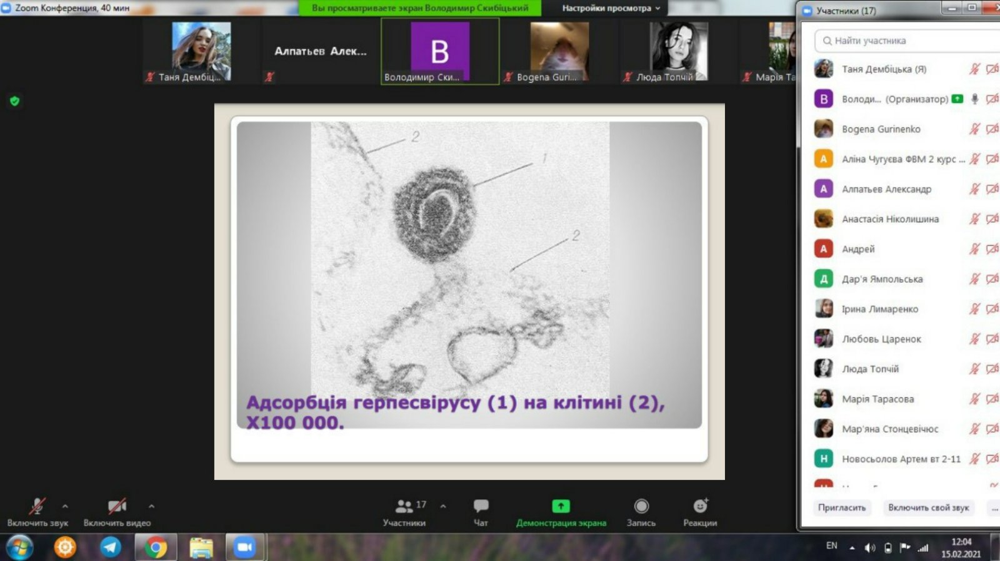 Zoom Конференция, 40 мин
Вы просматриваете экран Володимир Скибіцький
Настройки просмотра
Участники (17)
Алпатьев Алек...
В
Таня Дембіц...
Володимир Ски...
Bogena Guri...
Люда Топчій
Марія Та
Найти участника
Таня Дембіцька (Я)
В
Володи... (Организатор)
Bogena Gurinenko
А
Аліна Чугуєва ФВМ 2 курс ...
А
Алпатьев Александр
Анастасія Ніколишина
А
Андрей
Д
Дар'я Ямпольська
Ірина Лимаренко
Любовь Царенок
Люда Топчій
Марія Тарасова
Мар'яна Стонцевічюс
Н
Новосьолов Артем вт 2-11
Пригласить
Включить свой звук
...
2
1
2
Адсорбція герпесвірусу (1) на клітині (2),
Х100 000.
Включить звук
Включить видео
17
Участники
Чат
Демонстрация экрана
Запись
Реакции
EN
12:04
15.02.2021